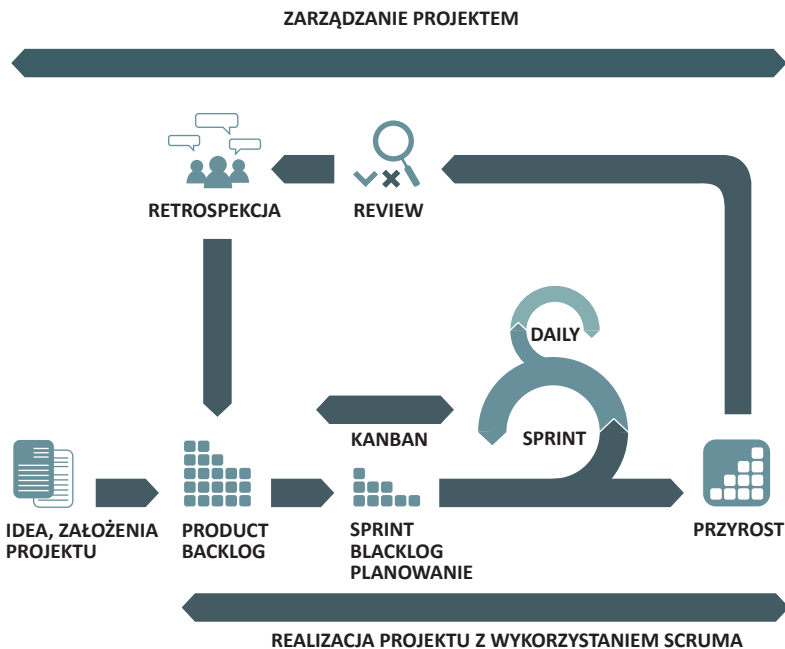 ZARZĄDZANIE PROJEKTEM
RETROSPEKCJA
REVIEW
DAILY
KANBAN
SPRINT
IDEA, ZAŁOŻENIA
PROJEKTU
PRODUCT
BACKLOG
SPRINT
BLACKLOG
PLANOWANIE
PRZYROST
REALIZACJA PROJEKTU Z WYKORZYSTANIEM SCRUMA